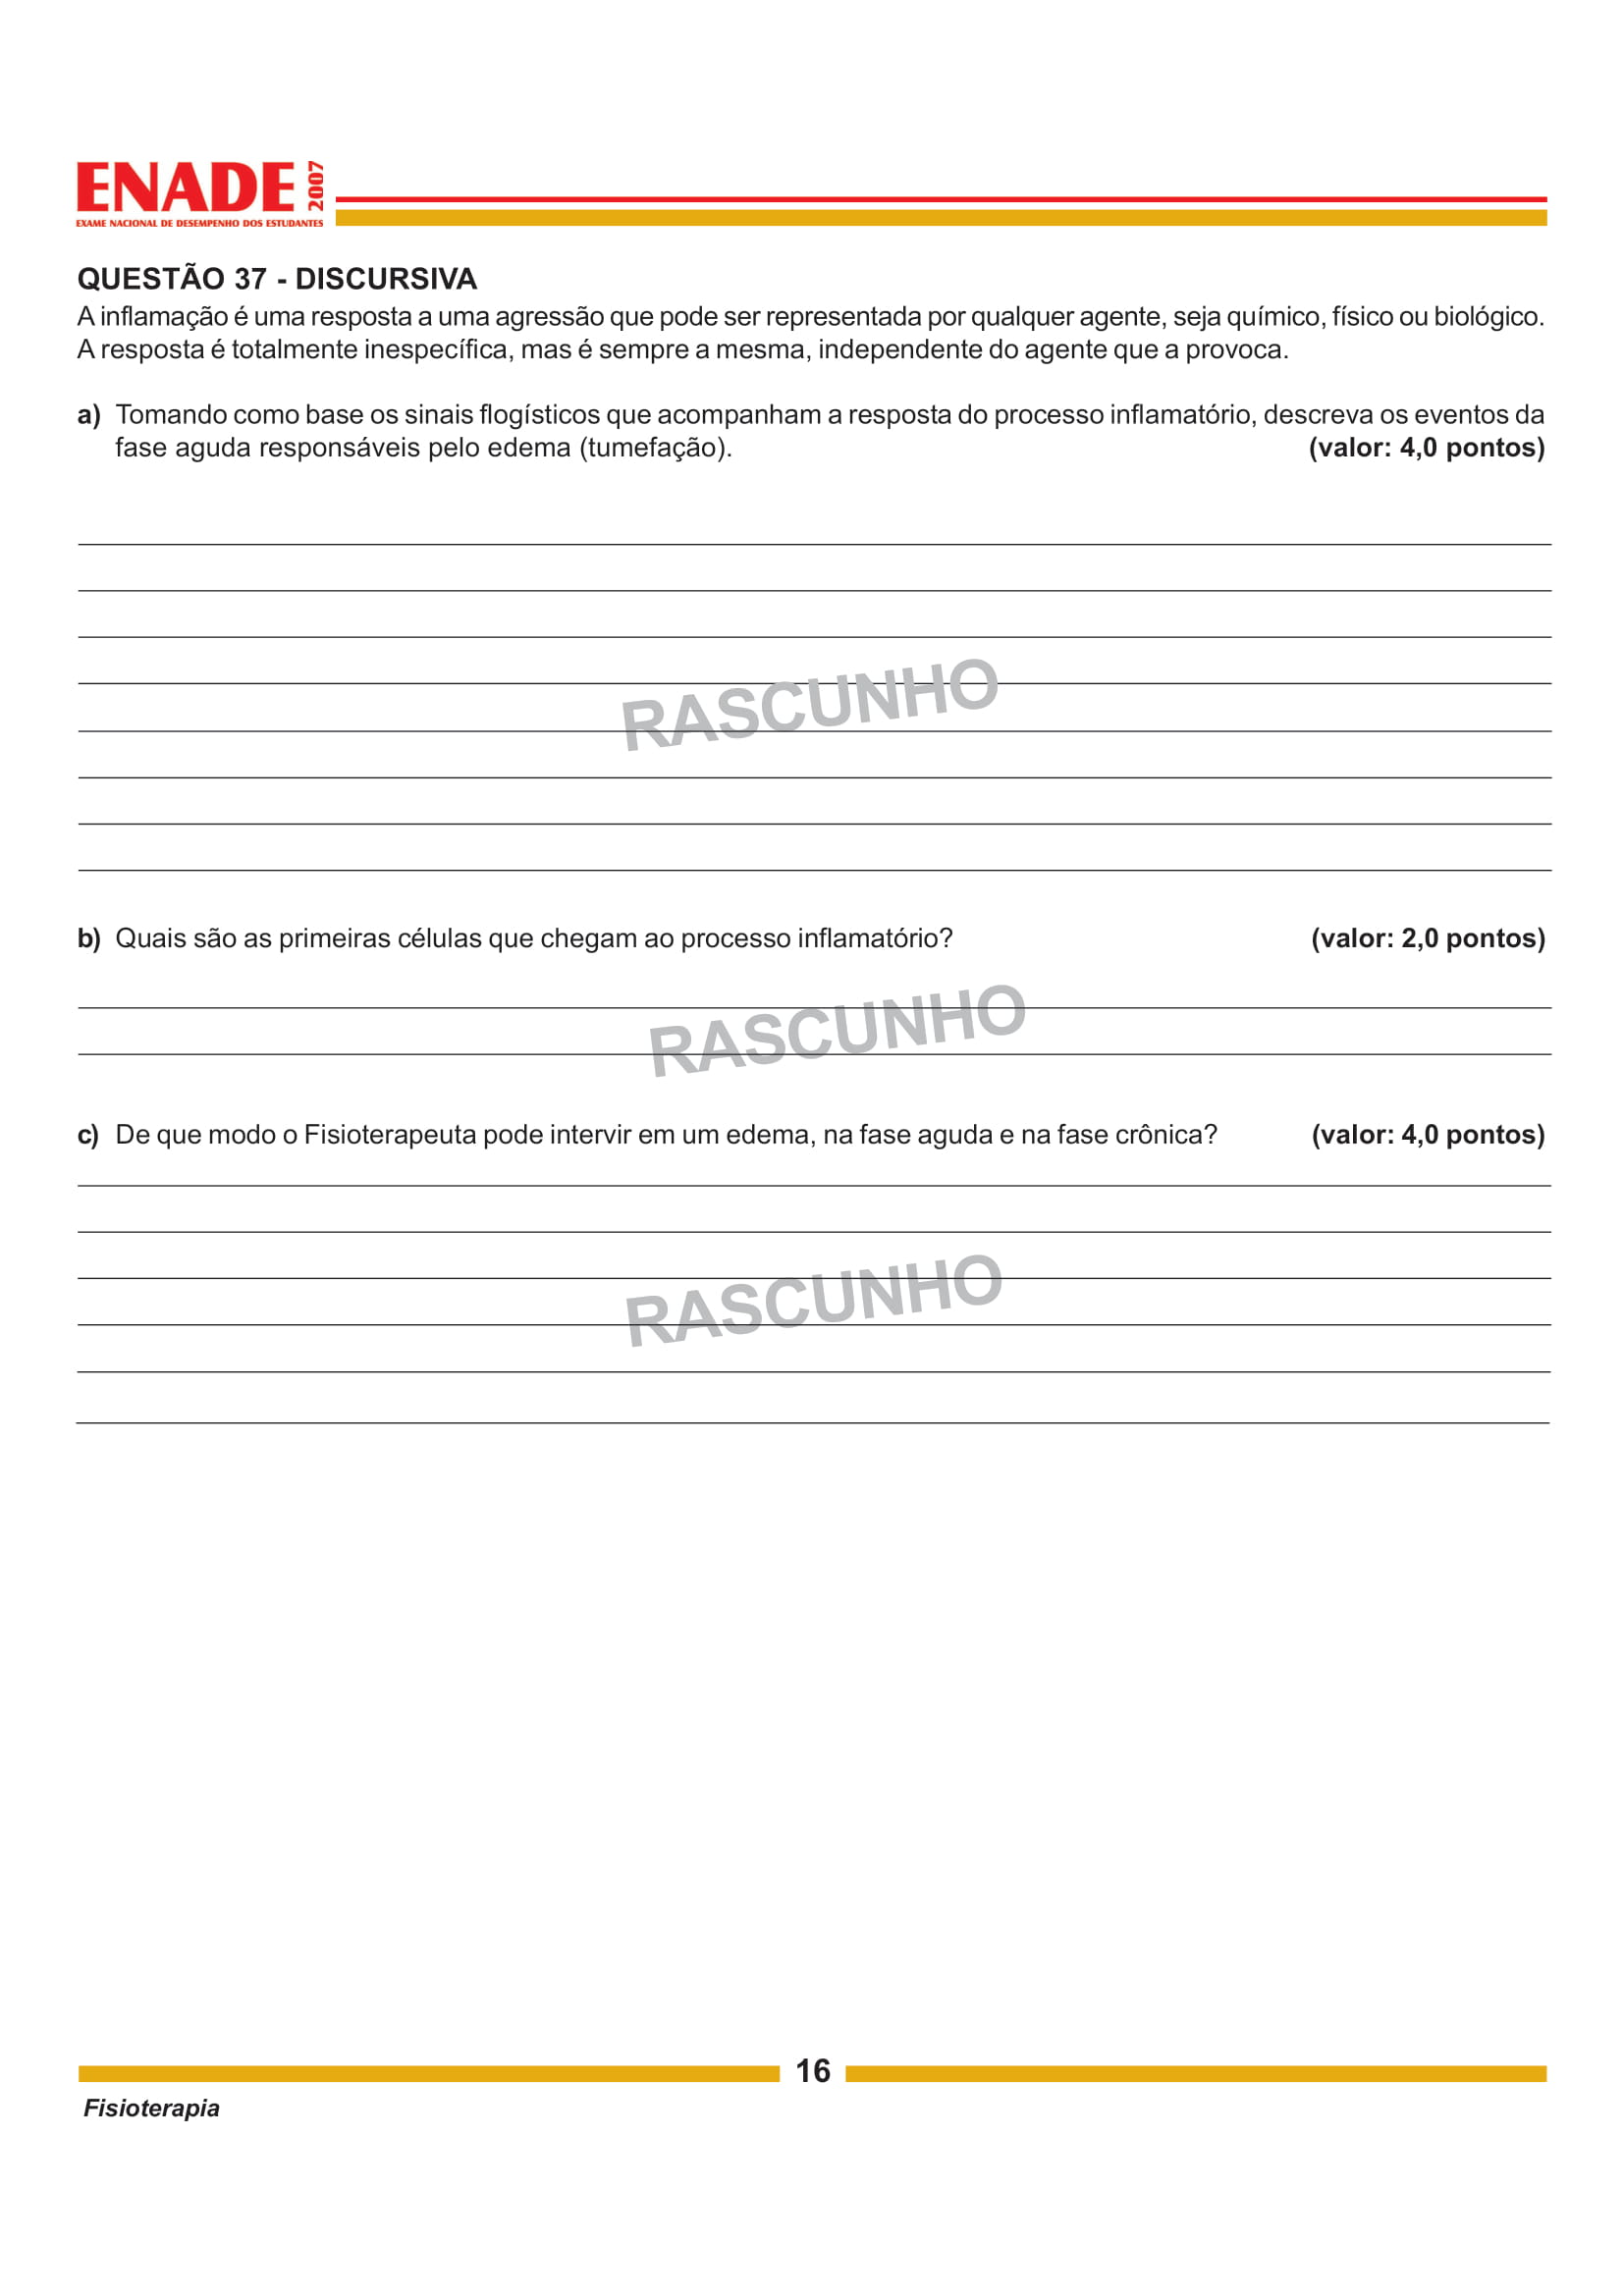 ENADE 2007
EXAME NACIONAL DE DESEMPENHO DOS ESTUDANTES
QUESTÃO 37 - DISCURSIVA
A inflamação é uma resposta a uma agressão que pode ser representada por qualquer agente, seja químico, físico ou biológico.
A resposta é totalmente inespecífica, mas é sempre a mesma, independente do agente que a provoca.
a) Tomando como base os sinais flogísticos que acompanham a resposta do processo inflamatório, descreva os eventos da
fase aguda responsáveis pelo edema (tumefação). (valor: 4,0 pontos)
RASCUNHO
b) Quais são as primeiras células que chegam ao processo inflamatório? (valor: 2,0 pontos)
RASCUNHO
c) De que modo o Fisioterapeuta pode intervir em um edema, na fase aguda e na fase crônica? (valor: 4,0 pontos)
RASCUNHO
16
Fisioterapia